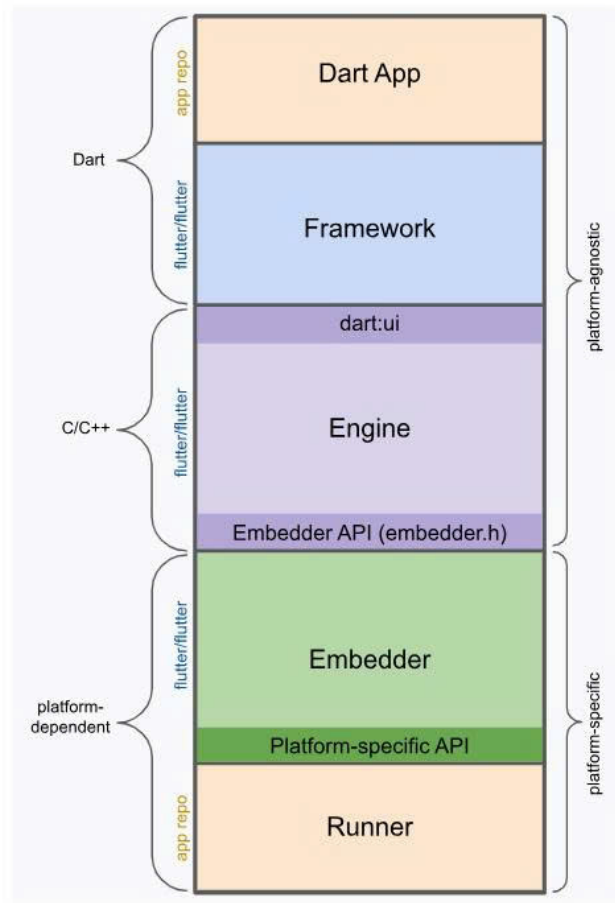 Dart App
app repo
Dart
Framework
flutter/flutter
platform-agnostic
dart:ui
Engine
C/C++
flutter/flutter
Embedder API (embedder.h)
Embedder
flutter/flutter
platform-
dependent
platform-specific
Platform-specific API
Runner
app repo